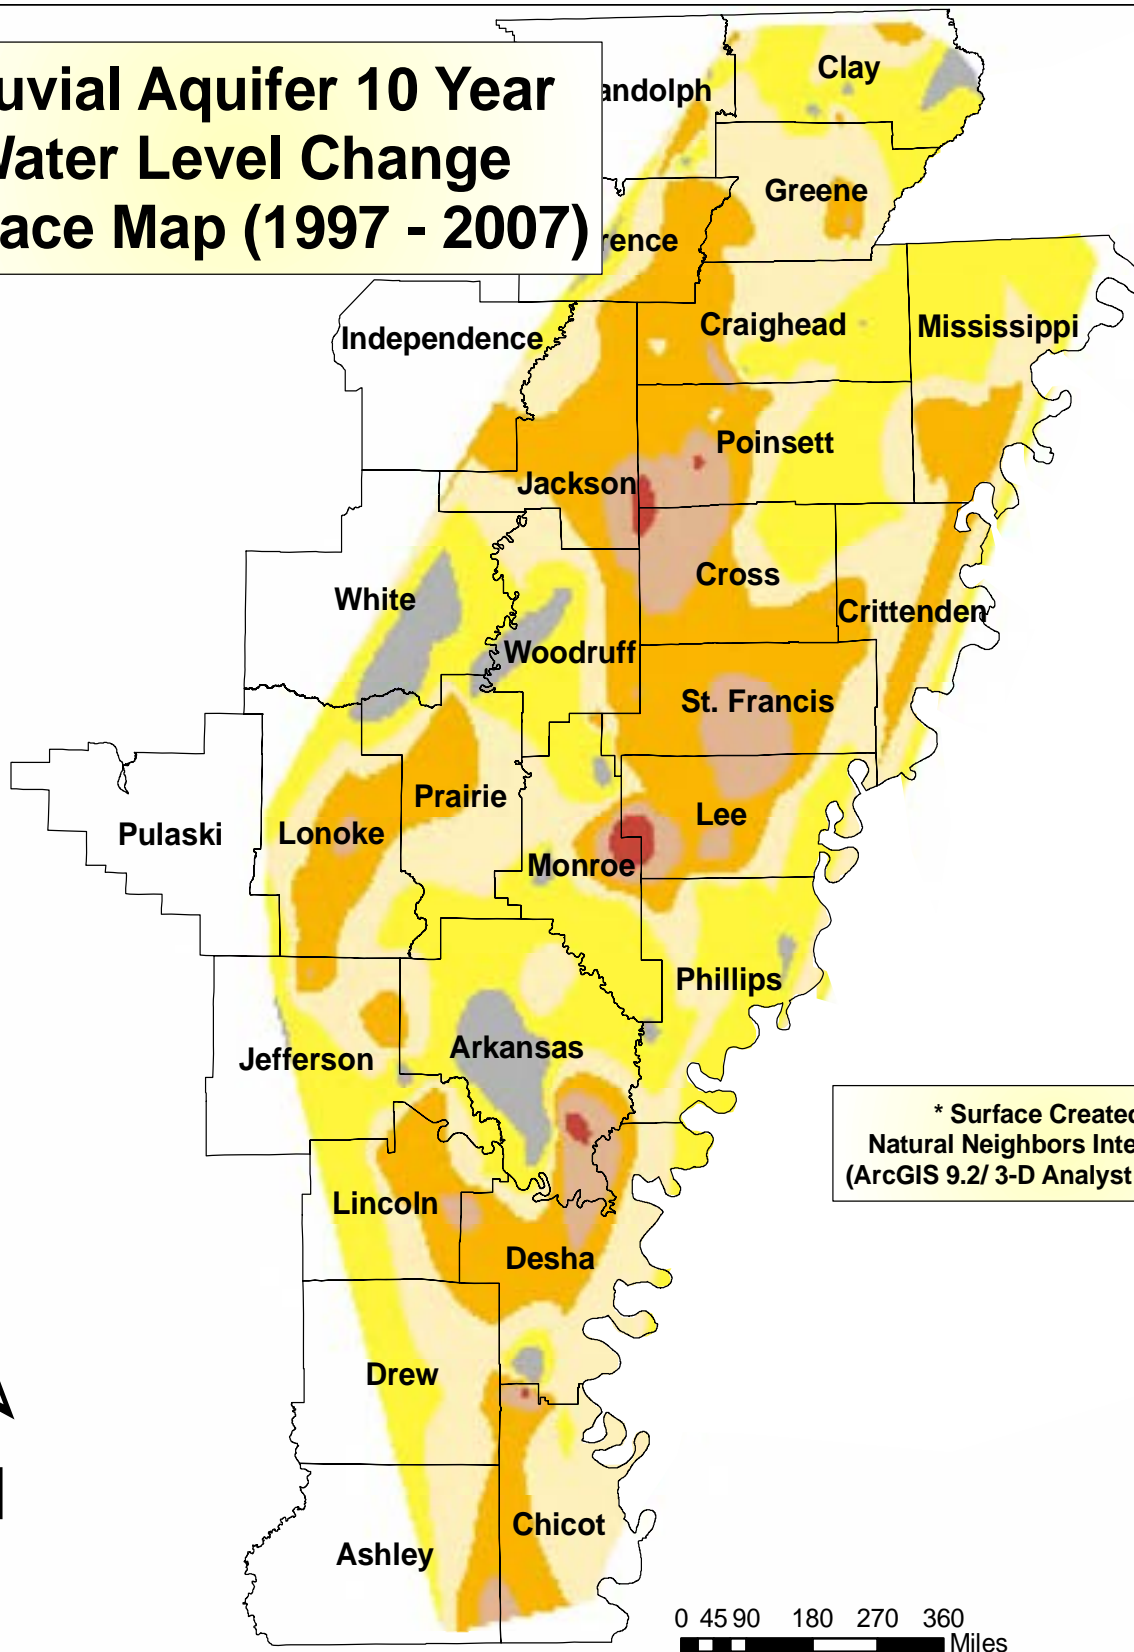 uvial Aquifer 10 Year
Water Level Change
ace Map (1997 - 2007)
Clay
andolph
Greene
rence
Independence
Craighead
Mississippi
Poinsett
Jackson
Cross
White
Crittenden
Woodruff
St. Francis
Prairie
Lee
Pulaski
Lonoke
Monroe
Phillips
Arkansas
Jefferson
* Surface Created
Natural Neighbors Inte
(ArcGIS 9.2/ 3-D Analyst
Lincoln
Desha
Drew
Chicot
Ashley
0 45 90 180 270 360
Miles